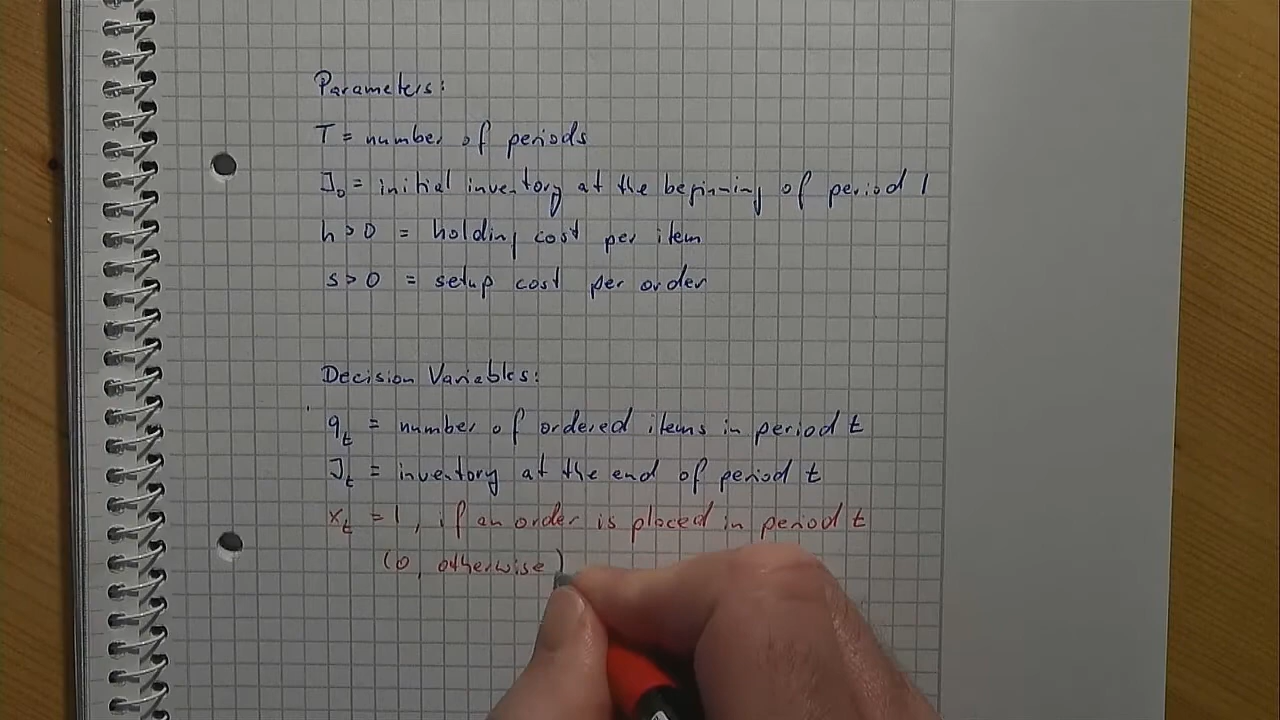 Parameters:
T = number of periods
I₀ = initial inventory at the beginning of period 1
h > 0 = holding cost per item
s > 0 = setup cost per order
Decision Variables:
qₜ = number of ordered items in period t
Iₜ = inventory at the end of period t
xₜ = 1, if an order is placed in period t
(0, otherwise)